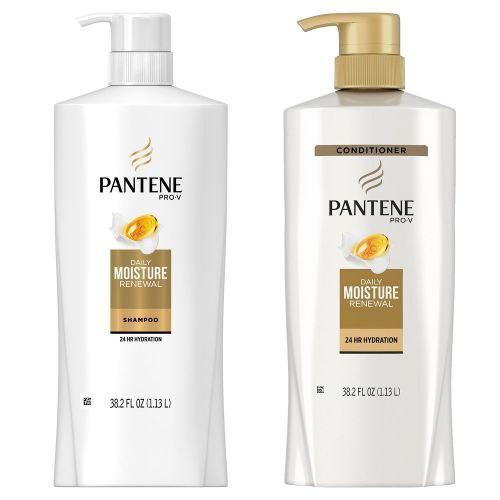 PANTENE
PRO-V
DAILY
MOISTURE
RENEWAL
SHAMPOO
24 HR HYDRATION
38.2 FL OZ (1.13 L)
CONDITIONER
PANTENE
PRO-V
DAILY
MOISTURE
RENEWAL
24 HR HYDRATION
38.2 FL OZ (1.13 L)